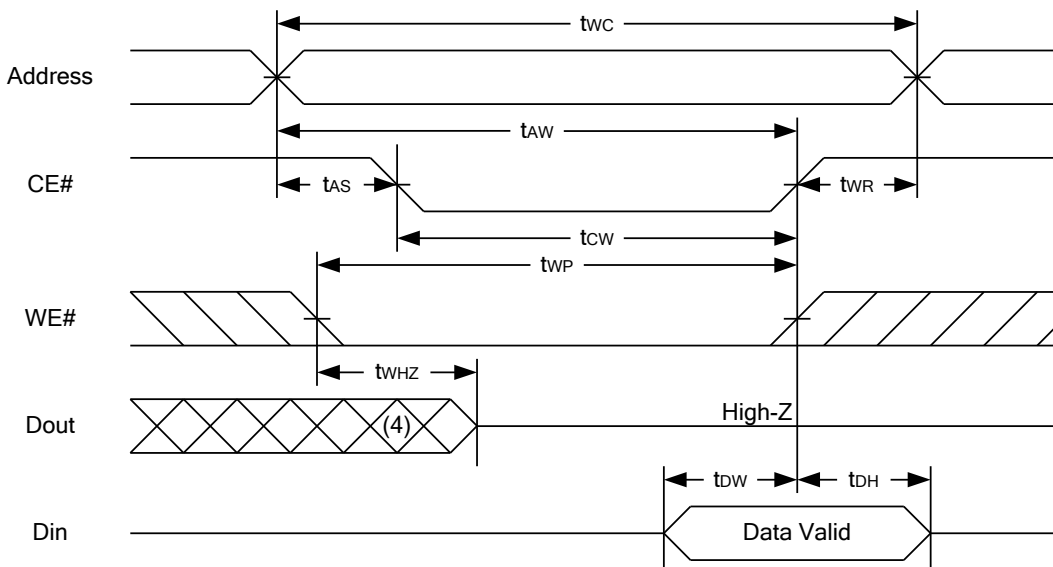 tWC
Address
tAW
CE#
tAS
tWR
tCW
tWP
WE#
tWHZ
Dout
(4)
High-Z
tDW
tDH
Din
Data Valid